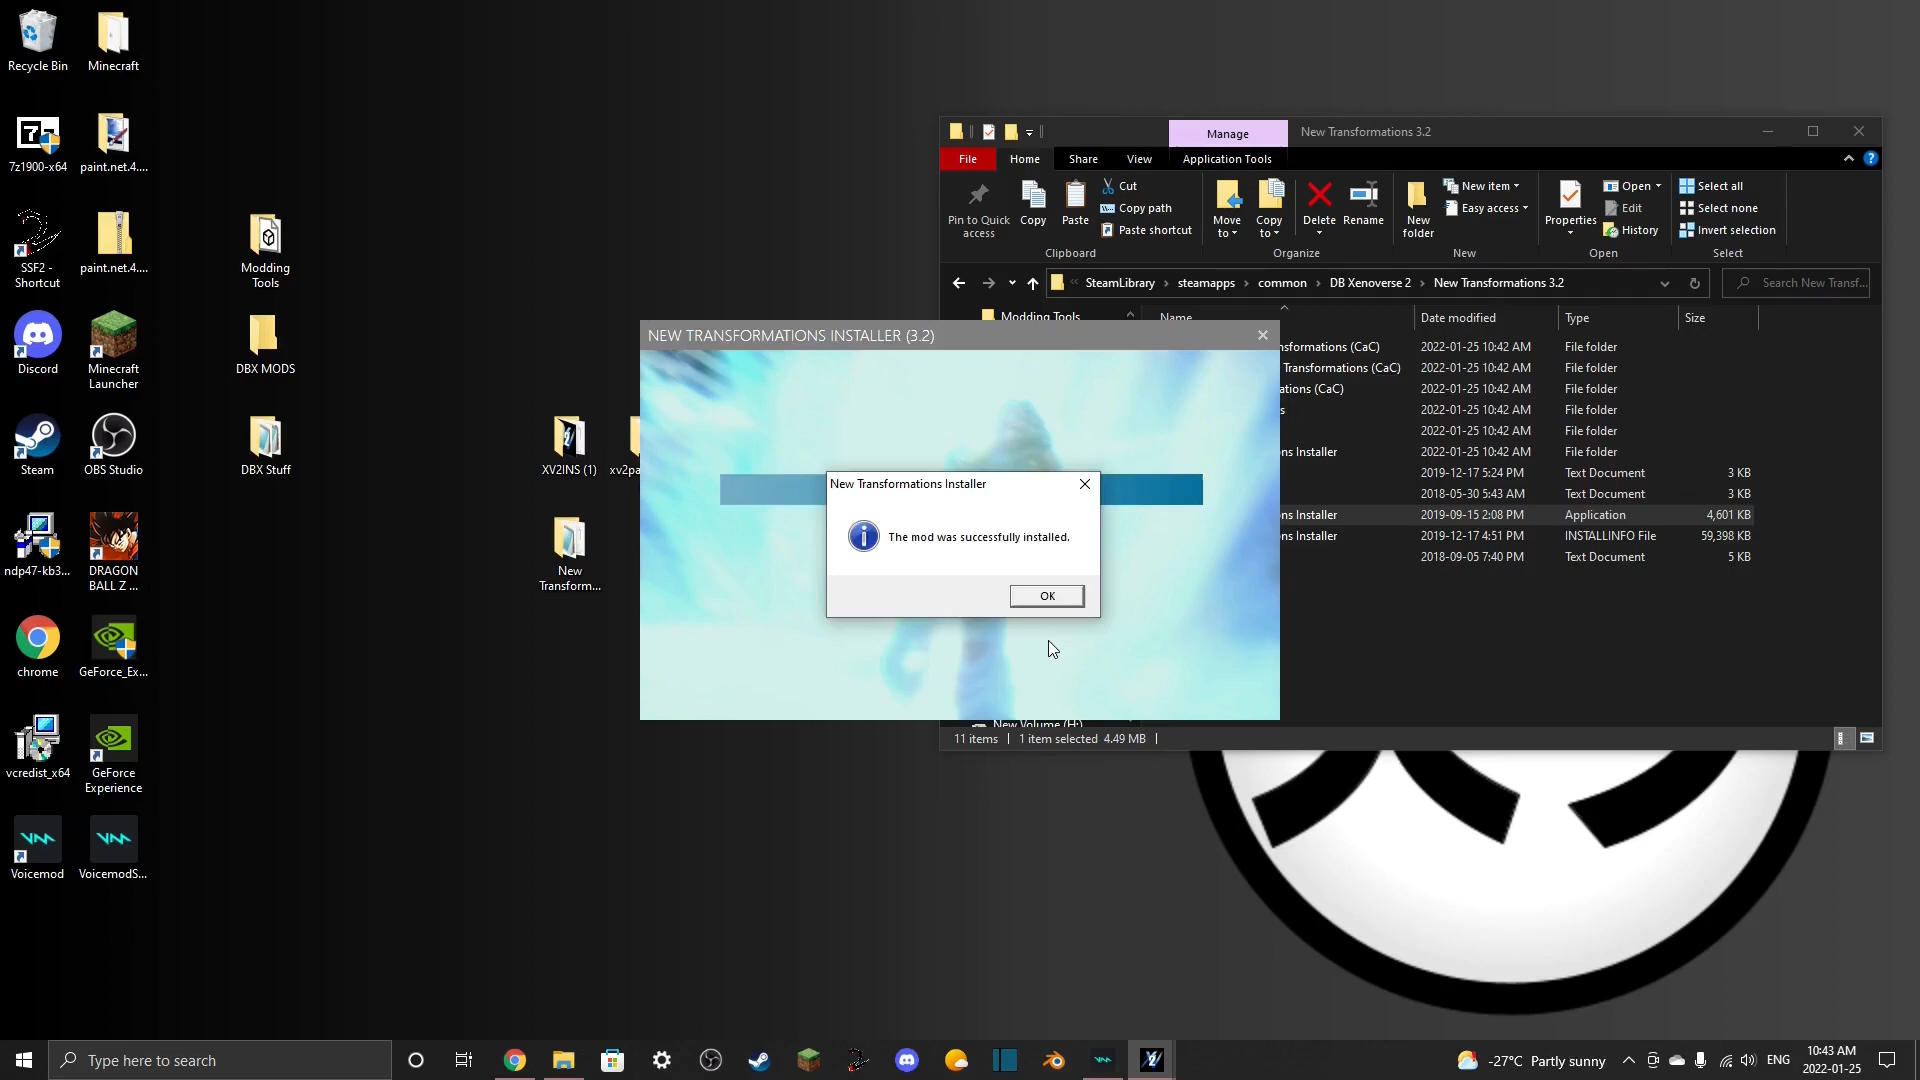 Recycle Bin
Minecraft
7z1900-x64
paint.net.4....
SSF2 -
Shortcut
paint.net.4....
Modding
Tools
Discord
Minecraft
Launcher
DBX MODS
Steam
OBS Studio
DBX Stuff
XV2INS (1)
xv2pa
ndp47-kb3...
DRAGON
BALL Z ...
New
Transform...
chrome
GeForce_Ex...
vcredist_x64
GeForce
Experience
Voicemod
VoicemodS...
Manage
New Transformations 3.2
File
Home
Share
View
Application Tools
Pin to Quick
access
Copy
Paste
Cut
Copy path
Paste shortcut
Clipboard
Move
to
Copy
to
Delete
Rename
Organize
New
folder
New item
Easy access
New
Properties
Open
Edit
History
Open
Select all
Select none
Invert selection
Select
« SteamLibrary › steamapps › common › DB Xenoverse 2 › New Transformations 3.2
Search New Transf...
Modding Tools
Name
Date modified
Type
Size
nsformations (CaC) 2022-01-25 10:42 AM File folder
Transformations (CaC) 2022-01-25 10:42 AM File folder
ations (CaC) 2022-01-25 10:42 AM File folder
s 2022-01-25 10:42 AM File folder
2022-01-25 10:42 AM File folder
ns Installer 2022-01-25 10:42 AM File folder
2019-12-17 5:24 PM Text Document 3 KB
2018-05-30 5:43 AM Text Document 3 KB
ns Installer 2019-09-15 2:08 PM Application 4,601 KB
ns Installer 2019-12-17 4:51 PM INSTALLINFO File 59,398 KB
2018-09-05 7:40 PM Text Document 5 KB
New Volume (H:)
11 items
1 item selected 4.49 MB
NEW TRANSFORMATIONS INSTALLER (3.2)
New Transformations Installer
The mod was successfully installed.
OK
Type here to search
-27°C Partly sunny
ENG
10:43 AM
2022-01-25